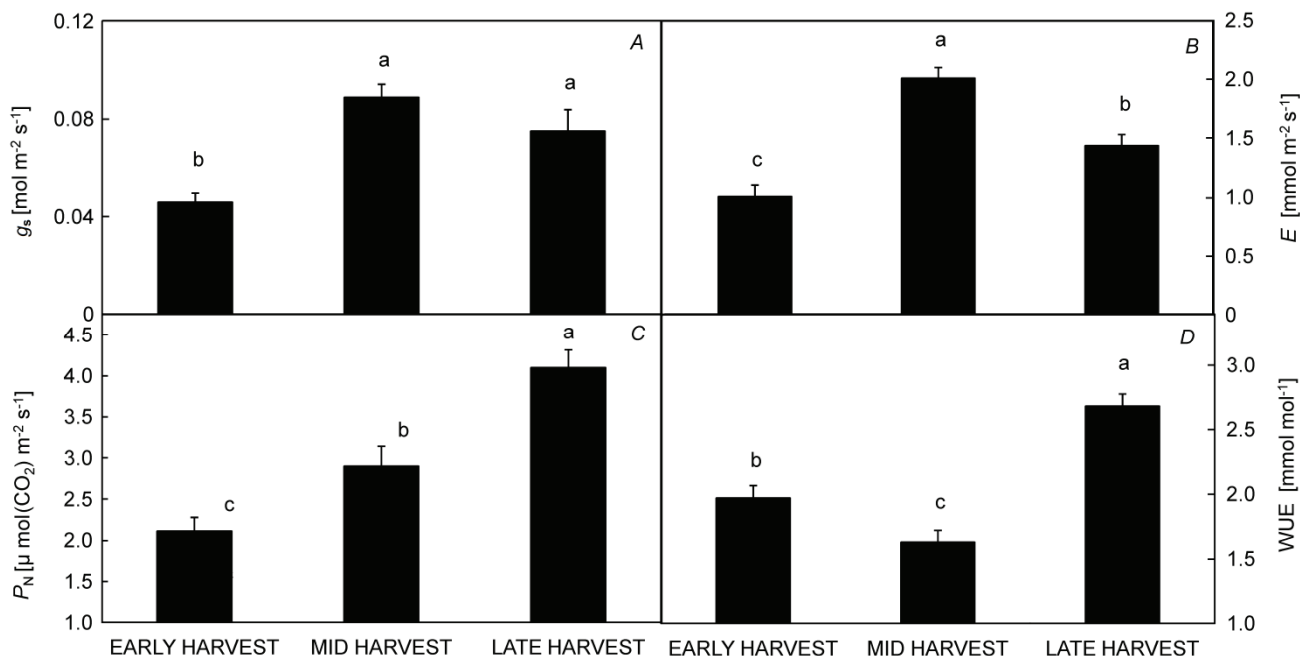 0.12
0.08
0.04
0
gₛ [mol m⁻² s⁻¹]
A
b
a
a
B
c
a
b
2.5
2.0
1.5
1.0
0.5
0
E [mmol m⁻² s⁻¹]
4.5
4.0
3.5
3.0
2.5
2.0
1.5
1.0
P_N [µ mol(CO₂) m⁻² s⁻¹]
C
c
b
a
D
b
c
a
3.0
2.5
2.0
1.5
1.0
WUE [mmol mol⁻¹]
EARLY HARVEST MID HARVEST LATE HARVEST
EARLY HARVEST MID HARVEST LATE HARVEST